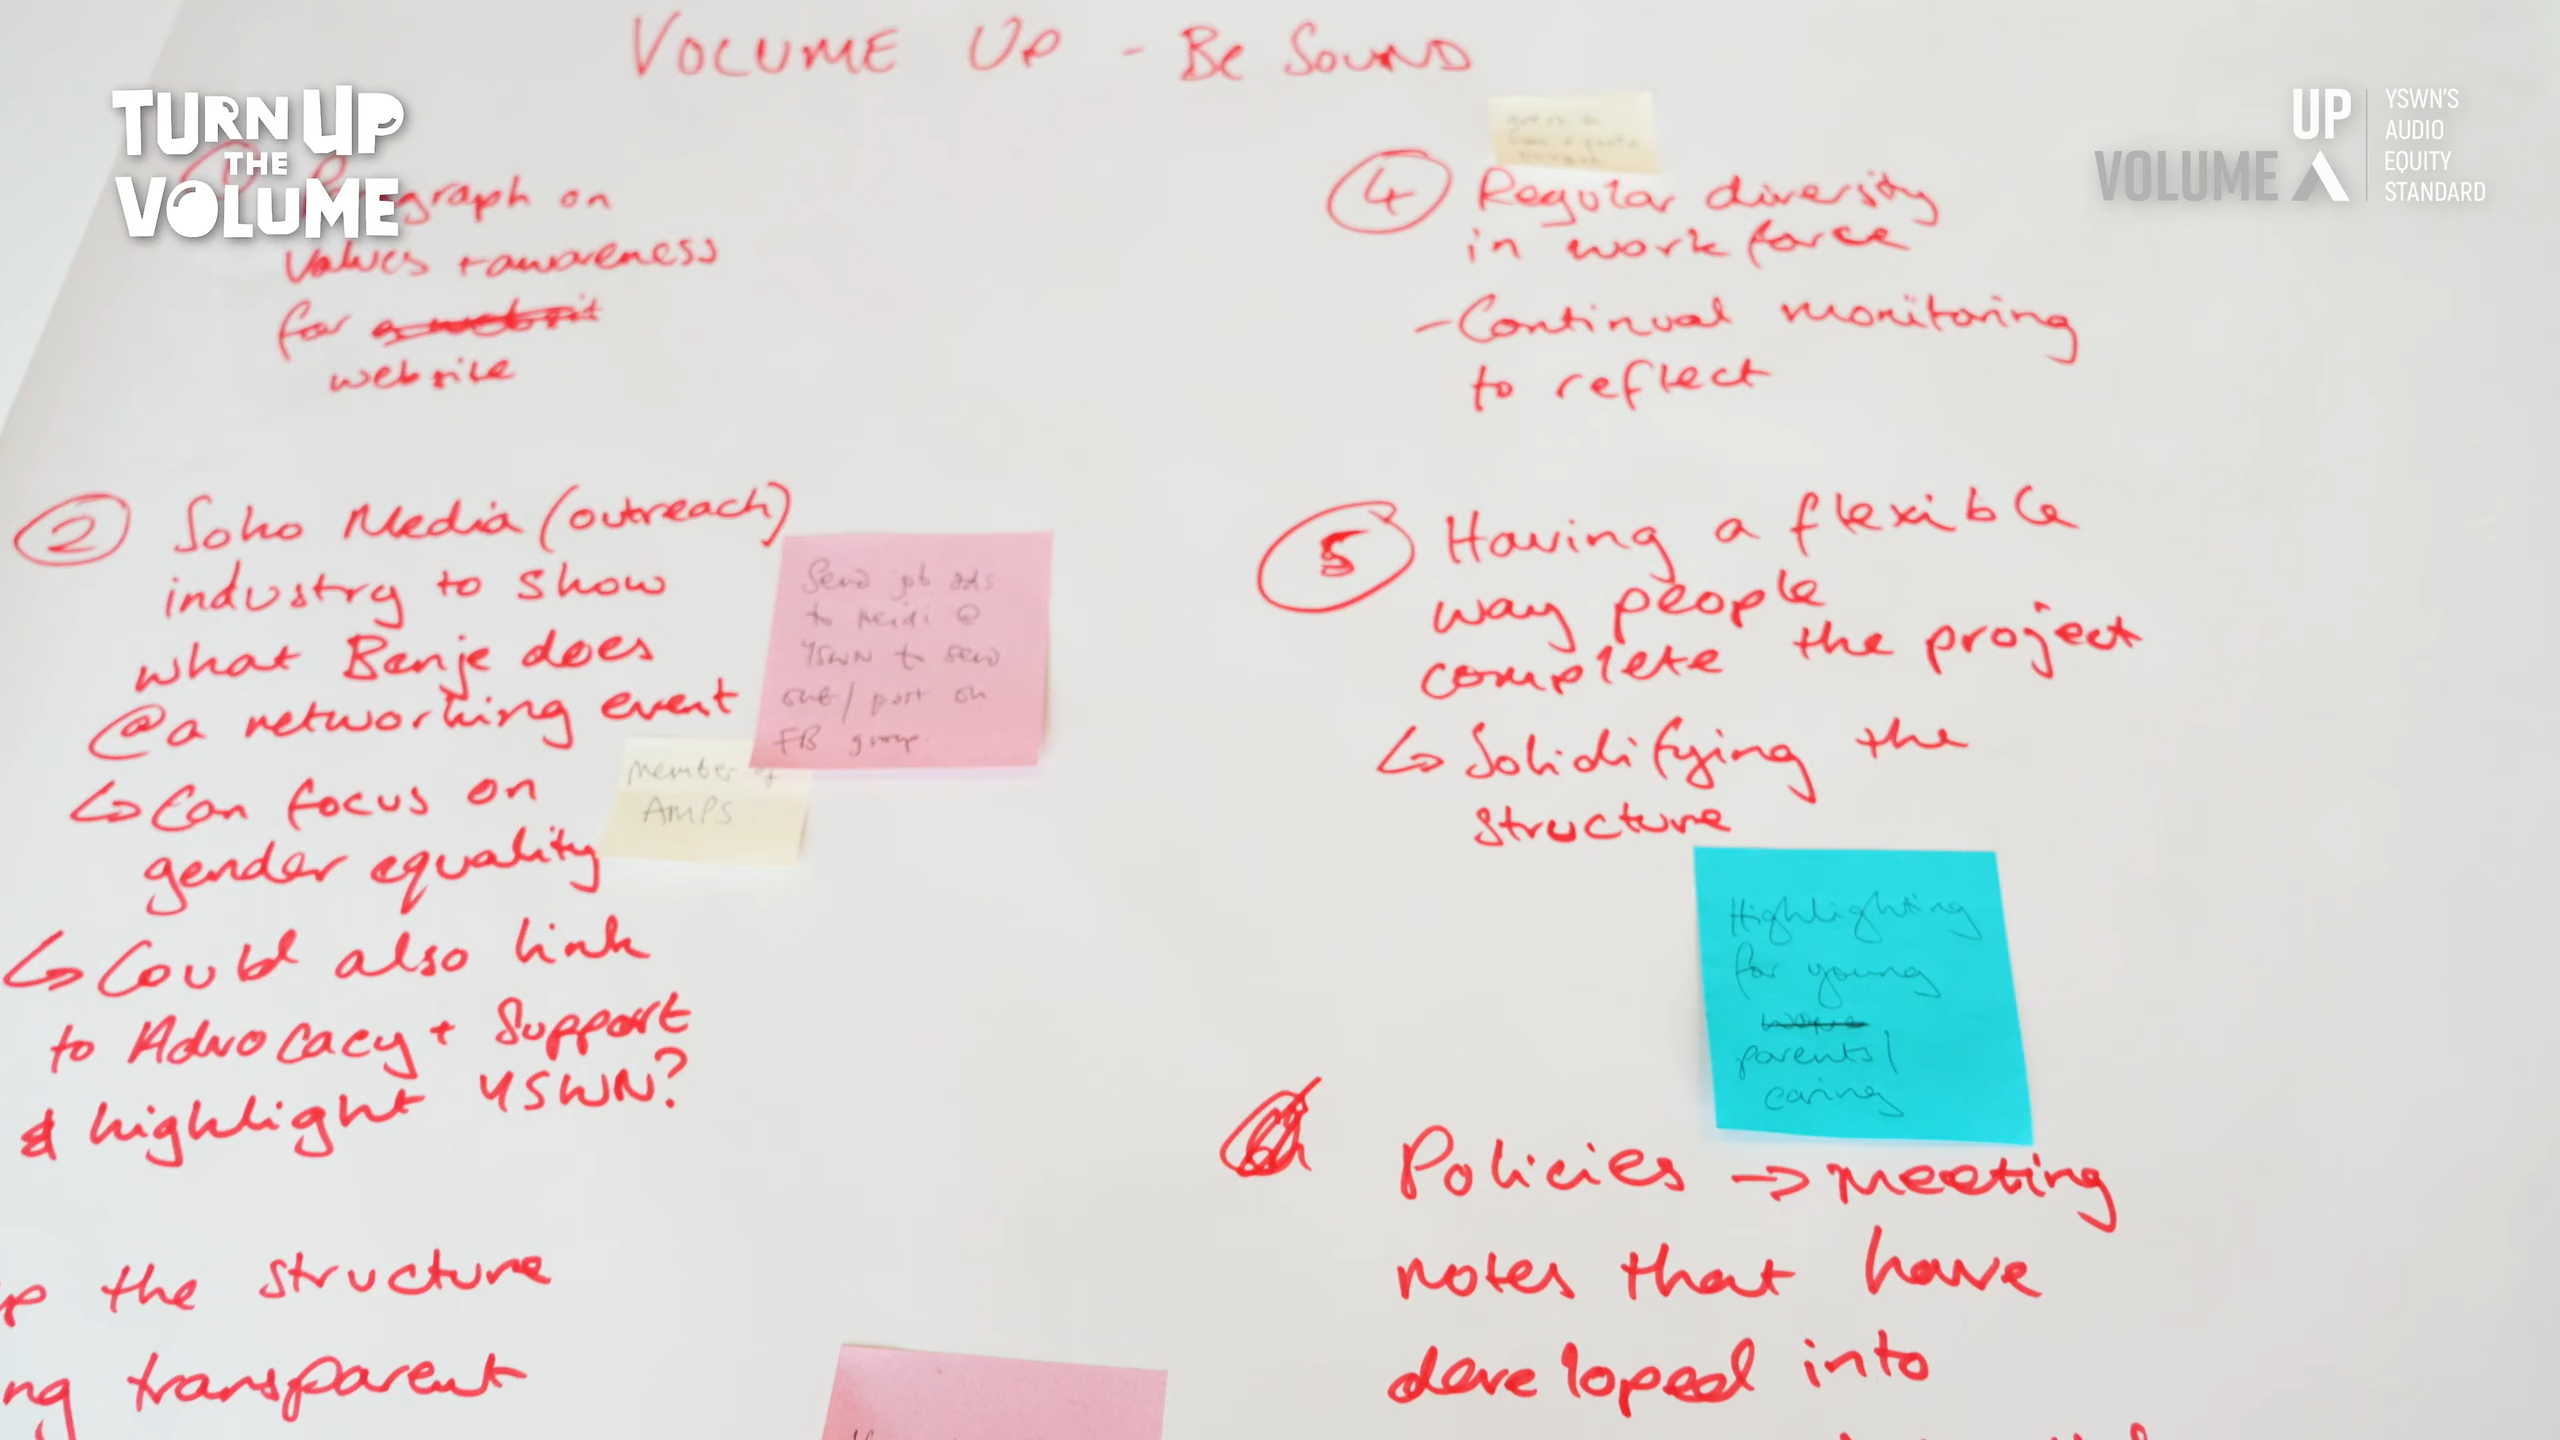 VOLUME UP - Be SOUND
TURN UP
THE
VOLUME
UP
VOLUME
YSWN'S
AUDIO
EQUITY
STANDARD
graph on
values + awareness
for a websit
website
2 Soho Media (outreach)
industry to show
what Benje does
@ a networking event
↳ Can focus on
gender equality
↳ Could also link
to Advocacy + Support
& highlight YSWN?
Send job ads
to Heidi @
YSWN to send
out / post on
FB group.
member of
AMPS.
the structure
ng transparent
4 Regular diversity
in workforce
- Continual monitoring
to reflect
5 Having a flexible
way people
complete the project
↳ Solidifying the
structure
Highlighting
for young
parents /
caring
Policies → meeting
notes that have
developed into